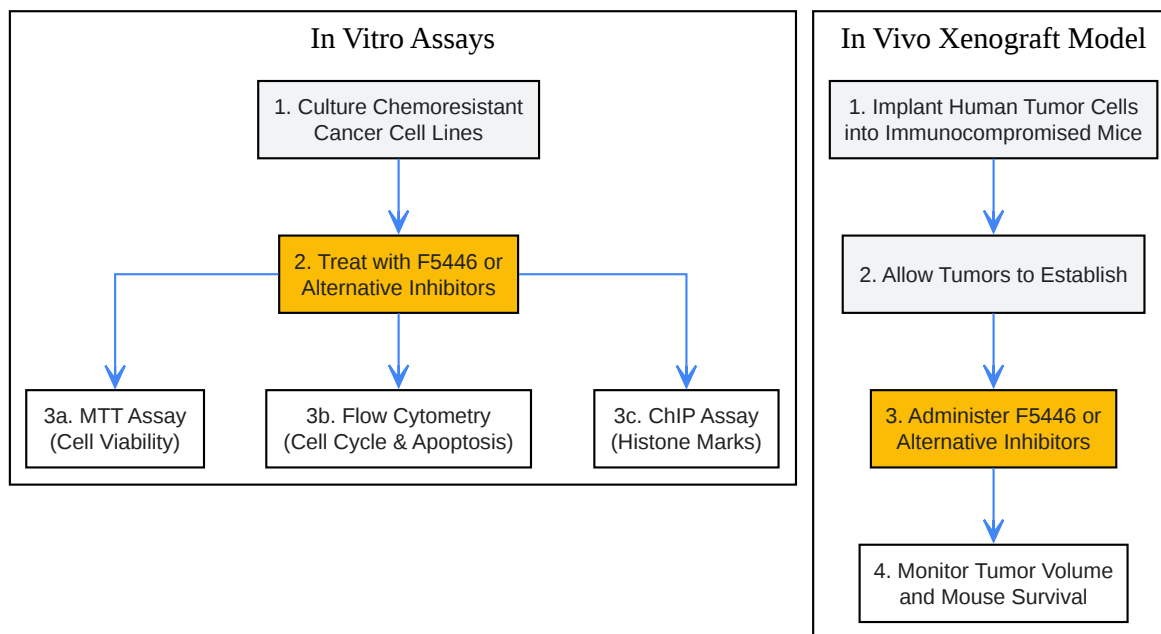 In Vitro Assays
1. Culture Chemoresistant
Cancer Cell Lines
2. Treat with F5446 or
Alternative Inhibitors
3a. MTT Assay
(Cell Viability)
3b. Flow Cytometry
(Cell Cycle & Apoptosis)
3c. ChIP Assay
(Histone Marks)
In Vivo Xenograft Model
1. Implant Human Tumor Cells
into Immunocompromised Mice
2. Allow Tumors to Establish
3. Administer F5446 or
Alternative Inhibitors
4. Monitor Tumor Volume
and Mouse Survival